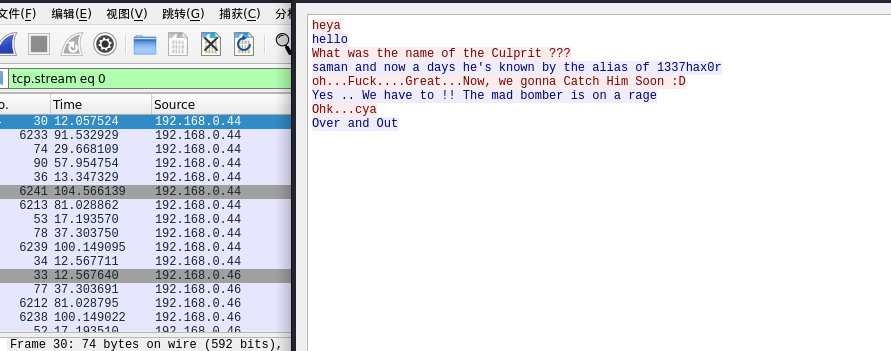 文件(F) 编辑(E) 视图(V) 跳转(G) 捕获(C) 分析
tcp.stream eq 0
Time Source
30 12.057524 192.168.0.44
6233 91.532929 192.168.0.44
74 29.668109 192.168.0.44
90 57.954754 192.168.0.44
36 13.347329 192.168.0.44
6241 104.566139 192.168.0.44
6213 81.028862 192.168.0.44
53 17.193570 192.168.0.44
78 37.303750 192.168.0.44
6239 100.149095 192.168.0.44
34 12.567711 192.168.0.44
33 12.567640 192.168.0.46
77 37.303691 192.168.0.46
6212 81.028795 192.168.0.46
6238 100.149022 192.168.0.46
52 17.193510 192.168.0.46
Frame 30: 74 bytes on wire (592 bits),
heya
hello
What was the name of the Culprit ???
saman and now a days he's known by the alias of 1337hax0r
oh...Fuck....Great...Now, we gonna Catch Him Soon :D
Yes .. We have to !! The mad bomber is on a rage
Ohk...cya
Over and Out